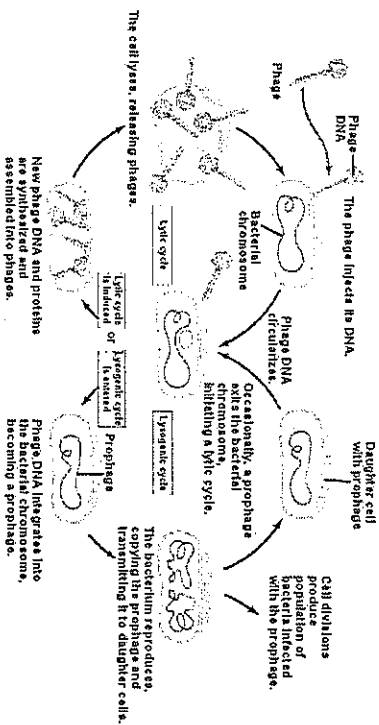 Phage
Phage
DNA
The phage injects its DNA.
Bacterial
chromosome
Phage DNA
circularizes.
Daughter cell
with prophage
Cell divisions
produce
population of
bacteria infected
with the prophage.
Occasionally, a prophage
exits the bacterial
chromosome,
initiating a lytic cycle.
The cell lyses, releasing phages.
Lytic cycle
Lysogenic cycle
Lytic cycle
is induced
or
Lysogenic cycle
is entered
Prophage
The bacterium reproduces,
copying the prophage and
transmitting it to daughter cells.
New phage DNA and proteins
are synthesized and
assembled into phages.
Phage DNA integrates into
the bacterial chromosome,
becoming a prophage.